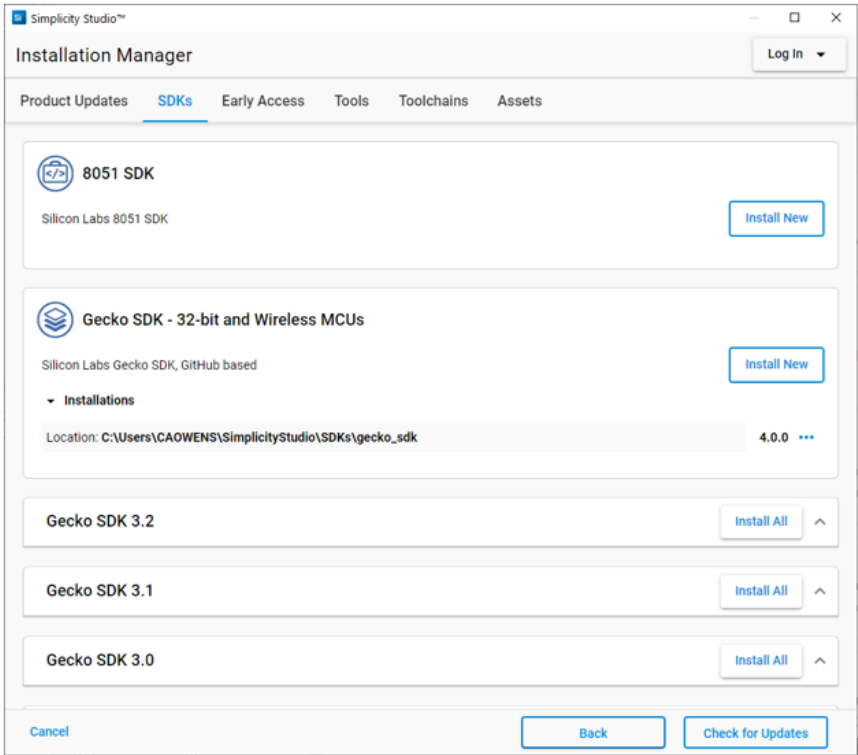 Si Simplicity Studio™
Installation Manager
Log In
Product Updates SDKs Early Access Tools Toolchains Assets
8051 SDK
Silicon Labs 8051 SDK
Install New
Gecko SDK - 32-bit and Wireless MCUs
Silicon Labs Gecko SDK, GitHub based
Install New
Installations
Location: C:\Users\CAOWENS\SimplicityStudio\SDKs\gecko_sdk 4.0.0
Gecko SDK 3.2 Install All
Gecko SDK 3.1 Install All
Gecko SDK 3.0 Install All
Cancel Back Check for Updates